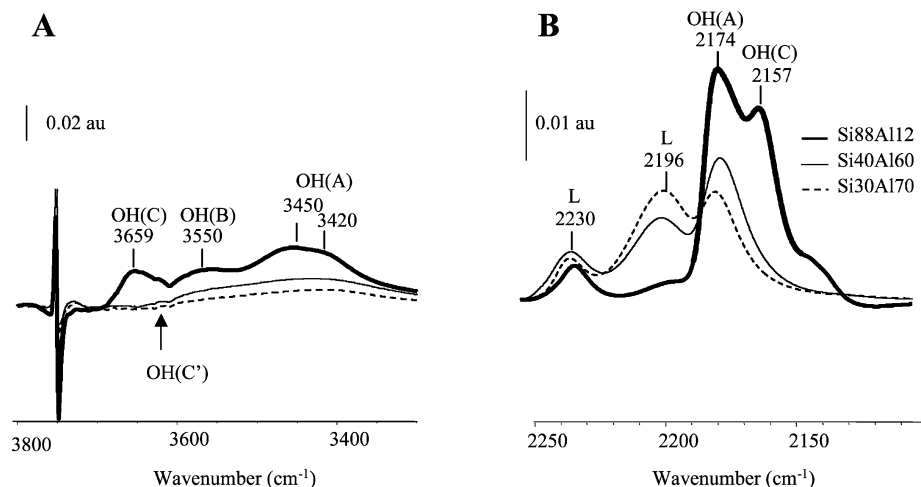 A
0.02 au
OH(C)
3659
OH(B)
3550
OH(A)
3450
3420
OH(C’)
3800
3600
3400
Wavenumber (cm-1)
B
0.01 au
OH(A)
2174
OH(C)
2157
L
2196
L
2230
Si88Al12
Si40Al60
Si30Al70
2250
2200
2150
Wavenumber (cm-1)